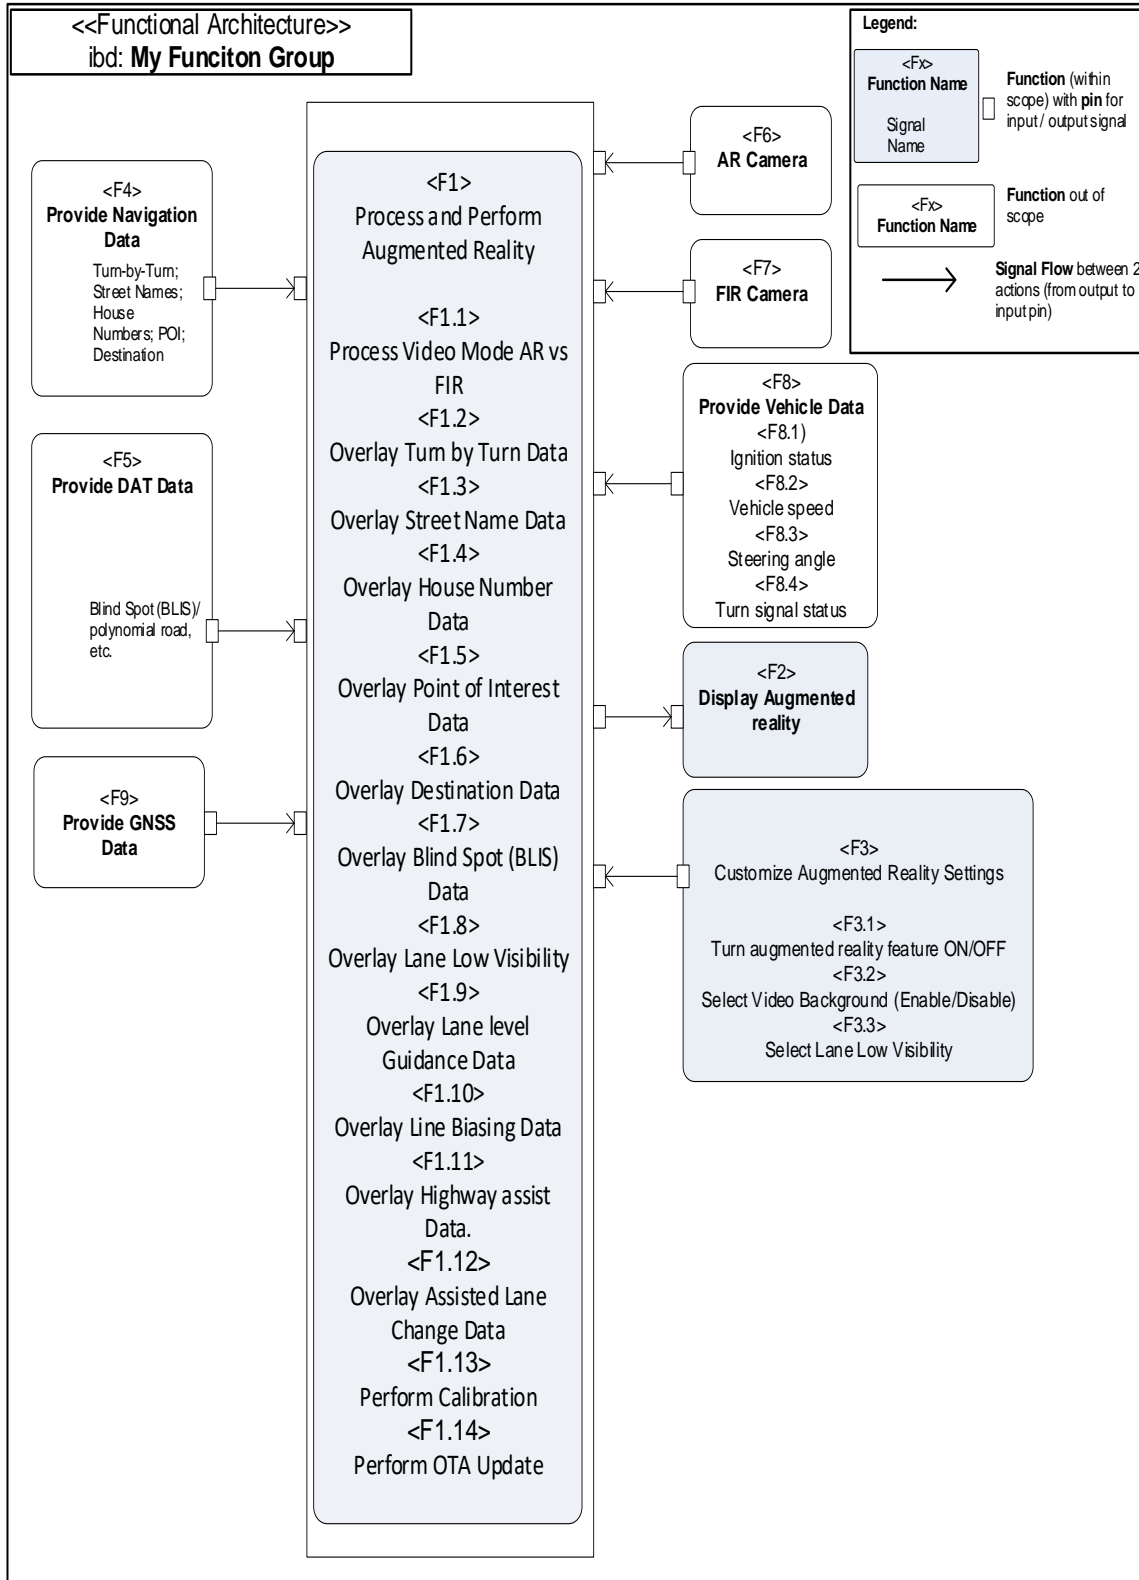 <<Functional Architecture>>
ibd: My Funciton Group
Legend:
<Fx>
Function Name
Signal
Name
Function (within
scope) with pin for
input / output signal
<Fx>
Function Name
Function out of
scope
Signal Flow between 2
actions (from output to
input pin)
<F4>
Provide Navigation
Data
Turn-by-Turn;
Street Names;
House
Numbers; POI;
Destination
<F5>
Provide DAT Data
Blind Spot (BLIS)/
polynomial road,
etc.
<F9>
Provide GNSS
Data
<F1>
Process and Perform
Augmented Reality
<F1.1>
Process Video Mode AR vs
FIR
<F1.2>
Overlay Turn by Turn Data
<F1.3>
Overlay Street Name Data
<F1.4>
Overlay House Number
Data
<F1.5>
Overlay Point of Interest
Data
<F1.6>
Overlay Destination Data
<F1.7>
Overlay Blind Spot (BLIS)
Data
<F1.8>
Overlay Lane Low Visibility
<F1.9>
Overlay Lane level
Guidance Data
<F1.10>
Overlay Line Biasing Data
<F1.11>
Overlay Highway assist
Data.
<F1.12>
Overlay Assisted Lane
Change Data
<F1.13>
Perform Calibration
<F1.14>
Perform OTA Update
<F6>
AR Camera
<F7>
FIR Camera
<F8>
Provide Vehicle Data
<F8.1)
Ignition status
<F8.2>
Vehicle speed
<F8.3>
Steering angle
<F8.4>
Turn signal status
<F2>
Display Augmented
reality
<F3>
Customize Augmented Reality Settings
<F3.1>
Turn augmented reality feature ON/OFF
<F3.2>
Select Video Background (Enable/Disable)
<F3.3>
Select Lane Low Visibility